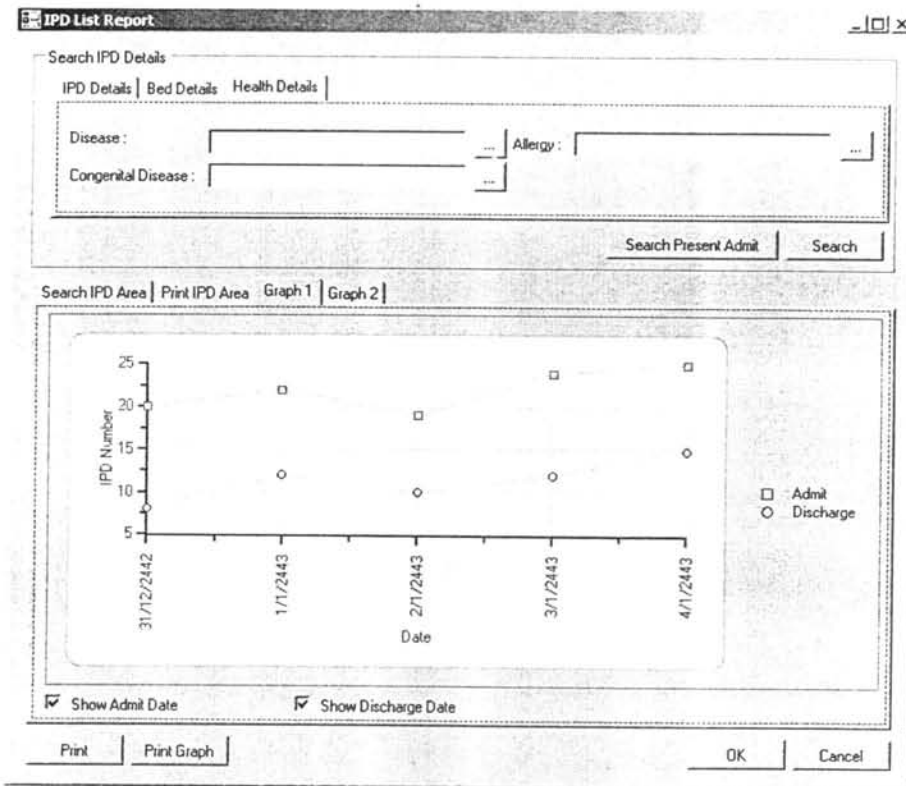 IPD List Report
Search IPD Details
IPD Details Bed Details Health Details
Disease : ... Allergy : ...
Congenital Disease : ...
Search Present Admit Search
Search IPD Area Print IPD Area Graph 1 Graph 2
25
20
15
10
5
IPD Number
31/12/2442
1/1/2443
2/1/2443
3/1/2443
4/1/2443
Date
Admit
Discharge
Show Admit Date Show Discharge Date
Print Print Graph OK Cancel